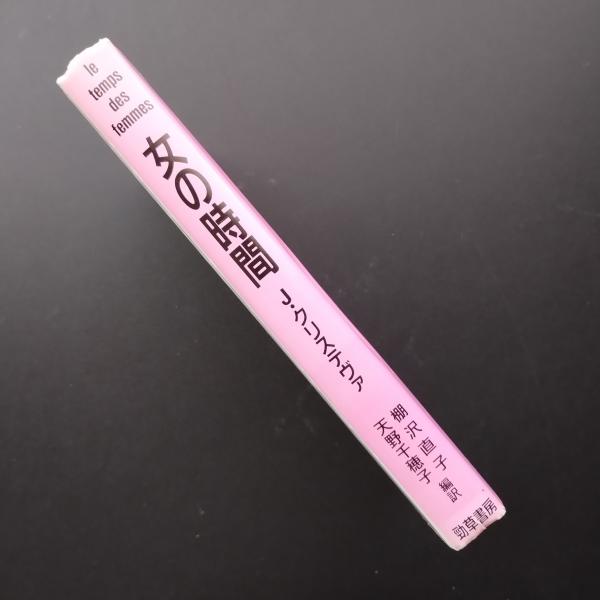 le
temps
des
femmes
女の時間
J・クリステヴァ
棚沢直子
天野千穂子
編訳
勁草書房